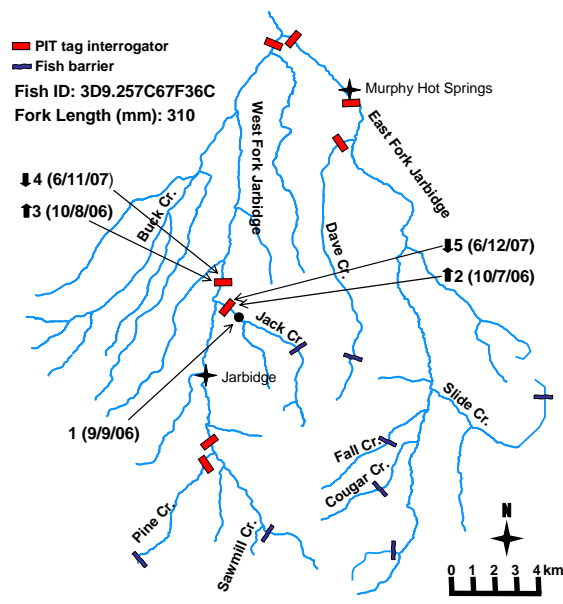 PIT tag interrogator
Fish barrier
Fish ID: 3D9.257C67F36C
Fork Length (mm): 310
Murphy Hot Springs
West Fork Jarbidge
East Fork Jarbidge
⬇4 (6/11/07)
⬆3 (10/8/06)
Buck Cr.
Dave Cr.
⬇5 (6/12/07)
⬆2 (10/7/06)
Jack Cr.
Jarbidge
1 (9/9/06)
Slide Cr.
Fall Cr.
Cougar Cr.
Pine Cr.
Sawmill Cr.
N
0 1 2 3 4 km